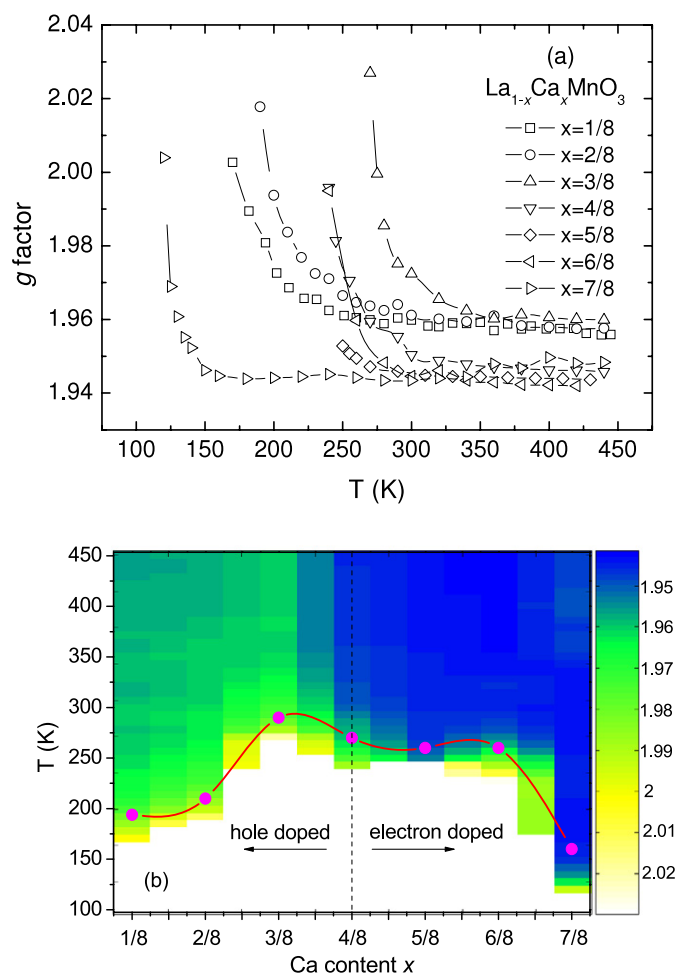 2.04
2.02
2.00
1.98
1.96
1.94
g factor
(a)
La1-xCaxMnO3
x=1/8
x=2/8
x=3/8
x=4/8
x=5/8
x=6/8
x=7/8
100 150 200 250 300 350 400 450
T (K)
450
400
350
300
250
200
150
100
T (K)
hole doped
electron doped
(b)
1/8 2/8 3/8 4/8 5/8 6/8 7/8
Ca content x
1.95
1.96
1.97
1.98
1.99
2
2.01
2.02